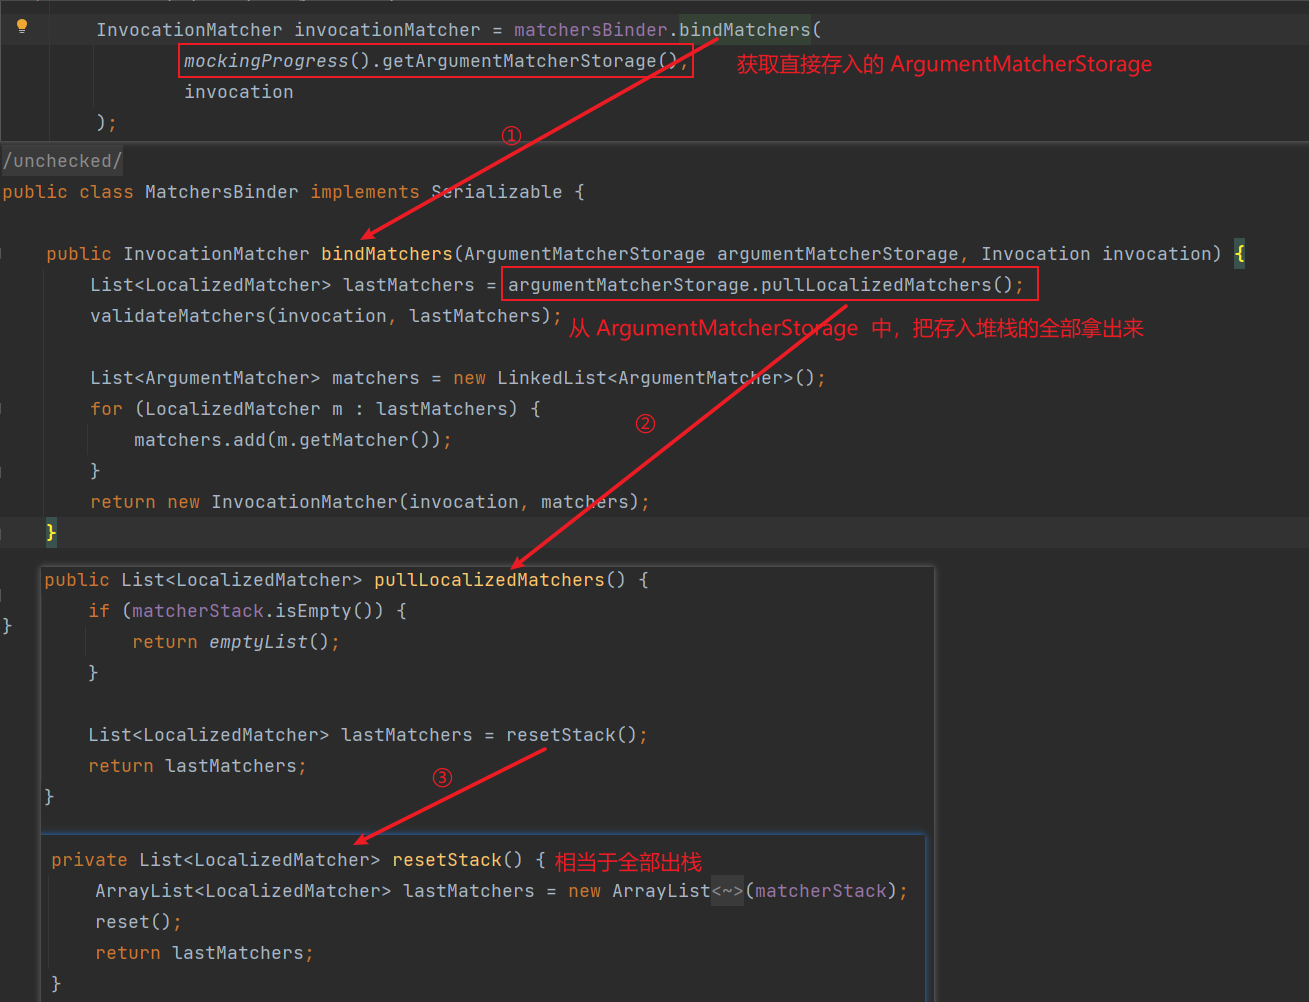 InvocationMatcher invocationMatcher = matchersBinder.bindMatchers(
mockingProgress().getArgumentMatcherStorage(), 获取直接存入的 ArgumentMatcherStorage
invocation
);
①
/unchecked/
public class MatchersBinder implements Serializable {
public InvocationMatcher bindMatchers(ArgumentMatcherStorage argumentMatcherStorage, Invocation invocation) {
List<LocalizedMatcher> lastMatchers = argumentMatcherStorage.pullLocalizedMatchers();
validateMatchers(invocation, lastMatchers); 从 ArgumentMatcherStorage 中，把存入堆栈的全部拿出来
List<ArgumentMatcher> matchers = new LinkedList<ArgumentMatcher>();
for (LocalizedMatcher m : lastMatchers) {
②
matchers.add(m.getMatcher());
}
return new InvocationMatcher(invocation, matchers);
}
public List<LocalizedMatcher> pullLocalizedMatchers() {
if (matcherStack.isEmpty()) {
}
return emptyList();
}
List<LocalizedMatcher> lastMatchers = resetStack();
return lastMatchers;
③
}
private List<LocalizedMatcher> resetStack() { 相当于全部出栈
ArrayList<LocalizedMatcher> lastMatchers = new ArrayList<~>(matcherStack);
reset();
return lastMatchers;
}